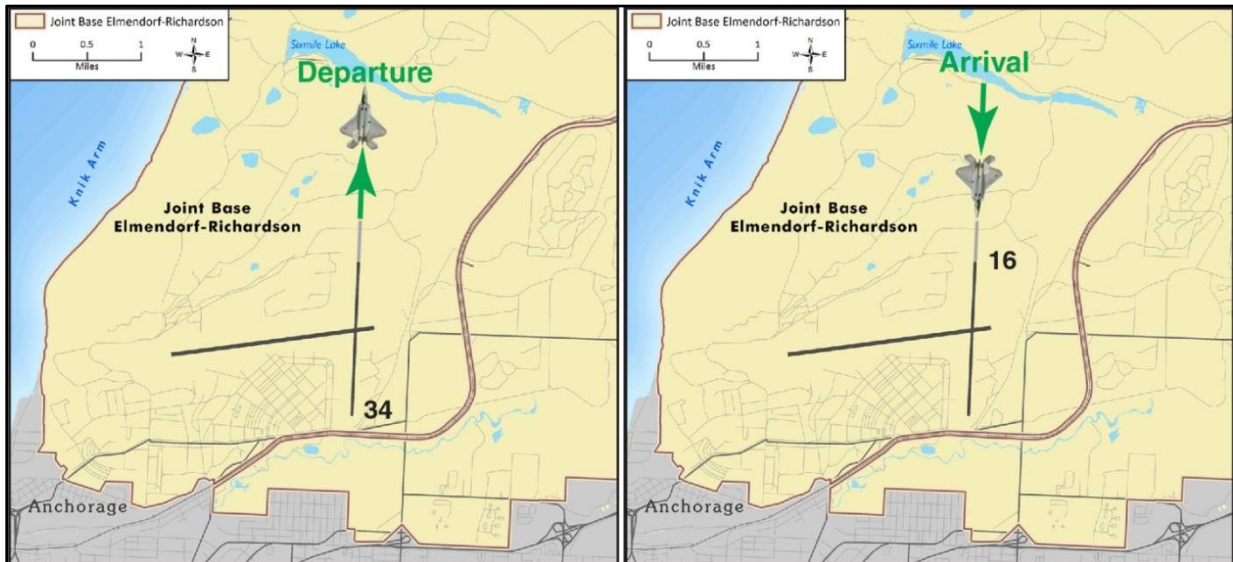 Joint Base Elmendorf-Richardson
0 0.5 1
Miles
N
W E
S
Sixmile Lake
Departure
Knik Arm
Joint Base
Elmendorf-Richardson
34
Anchorage
Joint Base Elmendorf-Richardson
0 0.5 1
Miles
N
W E
S
Sixmile Lake
Arrival
Knik Arm
Joint Base
Elmendorf-Richardson
16
Anchorage